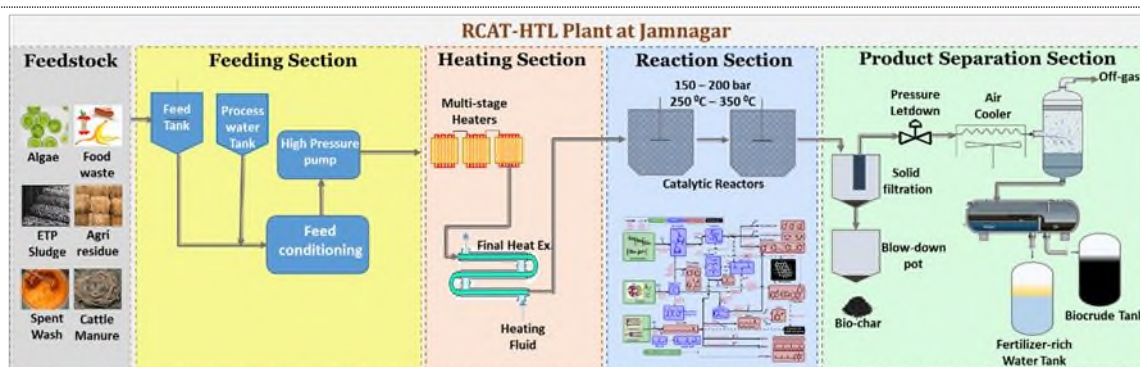 RCAT-HTL Plant at Jamnagar
Feedstock
Algae
Food
waste
ETP
Sludge
Agri
residue
Spent
Wash
Cattle
Manure
Feeding Section
Feed
Tank
Process
water
Tank
High Pressure
pump
Feed
conditioning
Heating Section
Multi-stage
Heaters
Final Heat Ex.
Heating
Fluid
Reaction Section
150 – 200 bar
250 ⁰C – 350 ⁰C
Catalytic Reactors
Product Separation Section
Off-gas
Pressure
Letdown
Air
Cooler
Solid
filtration
Blow-down
pot
Bio-char
Biocrude Tank
Fertilizer-rich
Water Tank